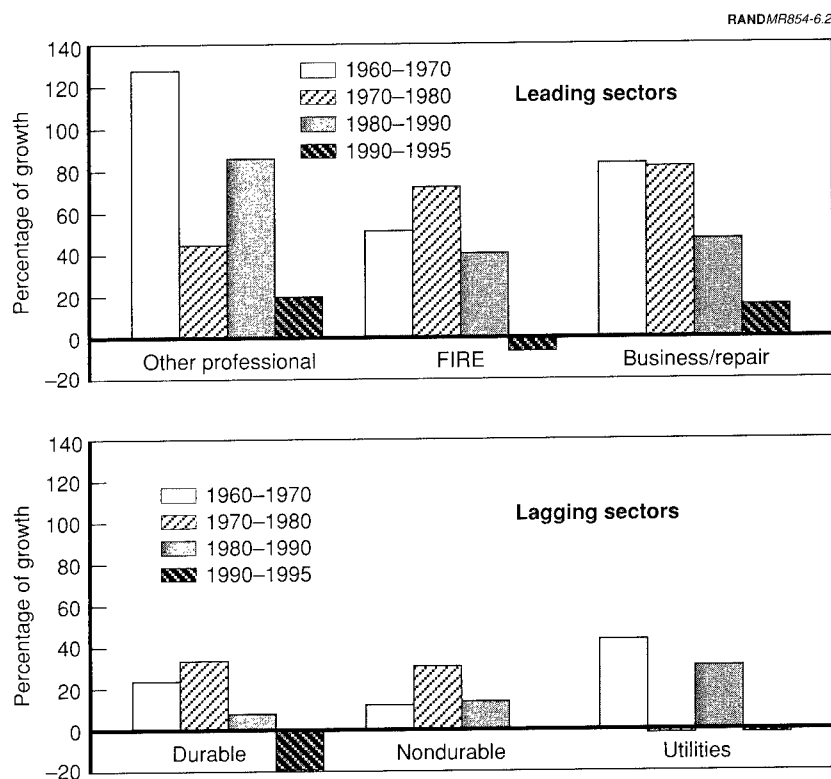 RANDMR854-6.2
140
120
100
80
60
40
20
0
–20
Percentage of growth
1960–1970
1970–1980
1980–1990
1990–1995
Leading sectors
Other professional
FIRE
Business/repair
140
120
100
80
60
40
20
0
–20
Percentage of growth
1960–1970
1970–1980
1980–1990
1990–1995
Lagging sectors
Durable
Nondurable
Utilities